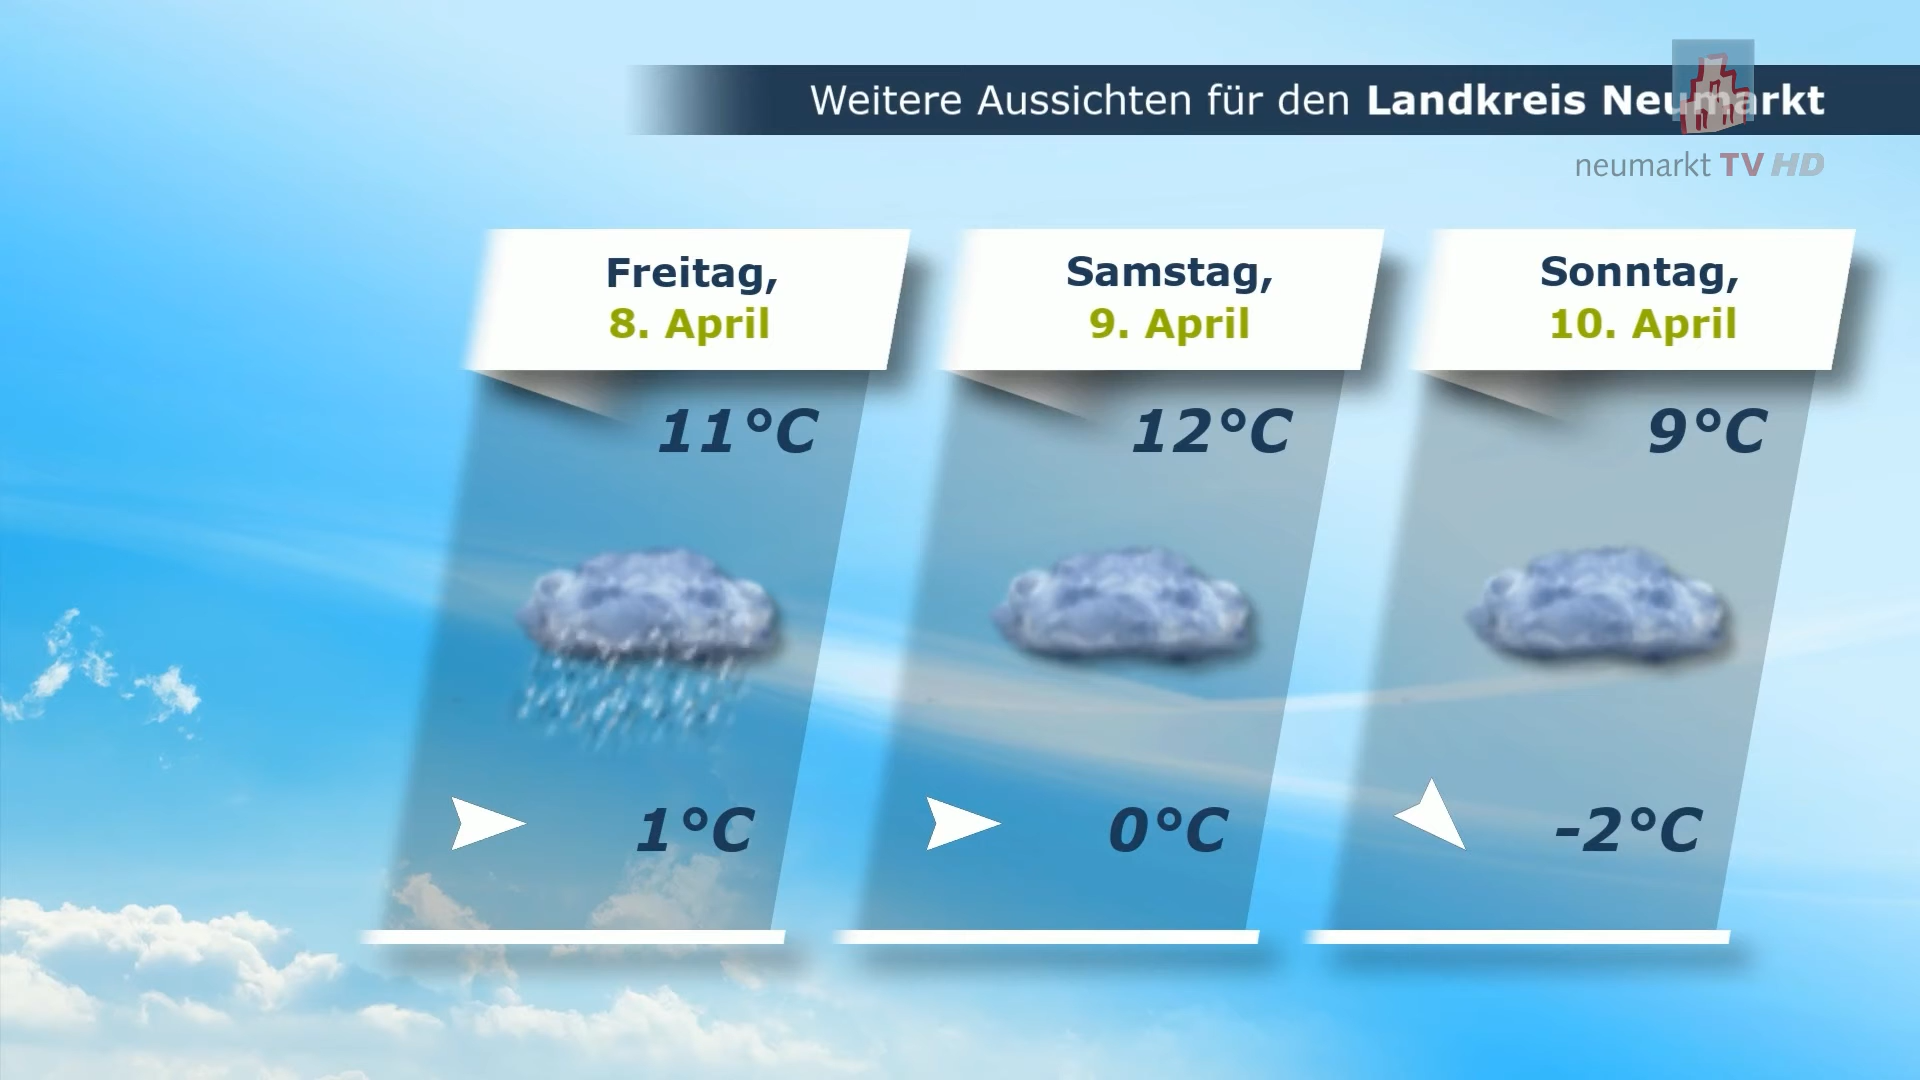 Weitere Aussichten für den Landkreis Neumarkt
neumarkt TV HD
Freitag,
8. April
11°C
1°C
Samstag,
9. April
12°C
0°C
Sonntag,
10. April
9°C
-2°C